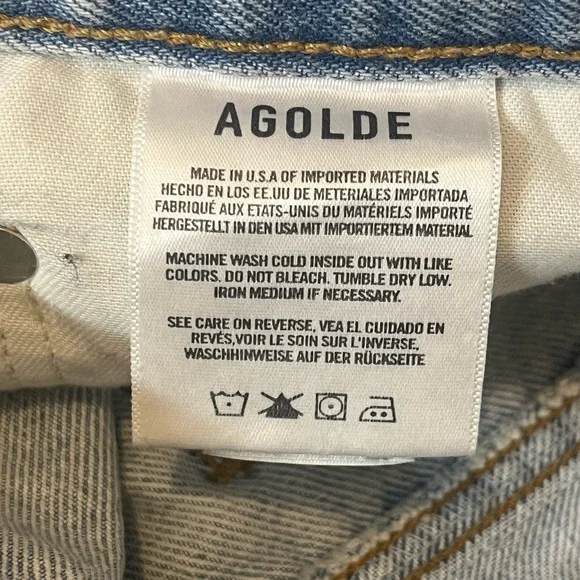 AGOLDE
MADE IN U.S.A OF IMPORTED MATERIALS
HECHO EN LOS EE.UU DE METERIALES IMPORTADA
FABRIQUÉ AUX ETATS-UNIS DU MATÉRIELS IMPORTÉ
HERGESTELLT IN DEN USA MIT IMPORTIERTEM MATERIAL
MACHINE WASH COLD INSIDE OUT WITH LIKE
COLORS. DO NOT BLEACH. TUMBLE DRY LOW.
IRON MEDIUM IF NECESSARY.
SEE CARE ON REVERSE, VEA EL CUIDADO EN
REVÉS,VOIR LE SOIN SUR L'INVERSE,
WASCHHINWEISE AUF DER RÜCKSEITE